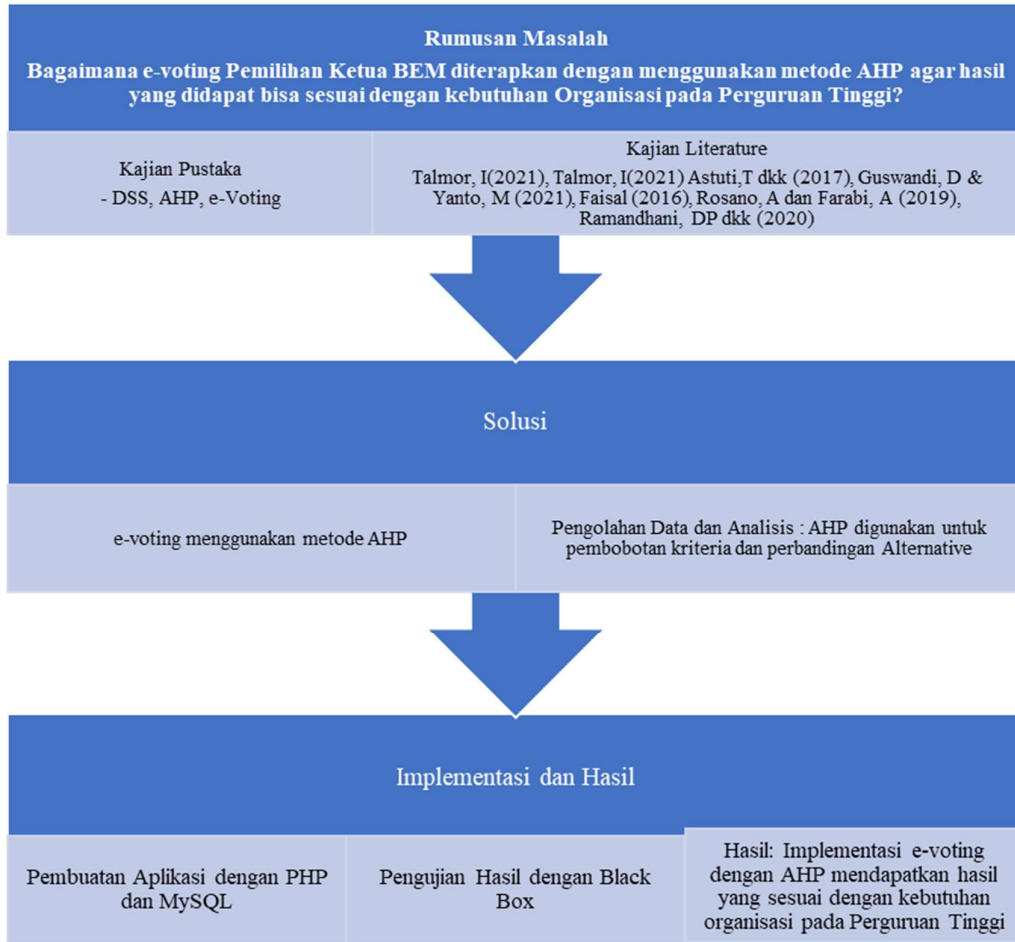 Rumusan Masalah
Bagaimana e-voting Pemilihan Ketua BEM diterapkan dengan menggunakan metode AHP agar hasil
yang didapat bisa sesuai dengan kebutuhan Organisasi pada Perguruan Tinggi?
Kajian Pustaka
- DSS, AHP, e-Voting
Kajian Literature
Talmor, I(2021), Talmor, I(2021) Astuti,T dkk (2017), Guswandi, D &
Yanto, M (2021), Faisal (2016), Rosano, A dan Farabi, A (2019),
Ramandhani, DP dkk (2020)
Solusi
e-voting menggunakan metode AHP
Pengolahan Data dan Analisis : AHP digunakan untuk
pembobotan kriteria dan perbandingan Alternative
Implementasi dan Hasil
Pembuatan Aplikasi dengan PHP
dan MySQL
Pengujian Hasil dengan Black
Box
Hasil: Implementasi e-voting
dengan AHP mendapatkan hasil
yang sesuai dengan kebutuhan
organisasi pada Perguruan Tinggi